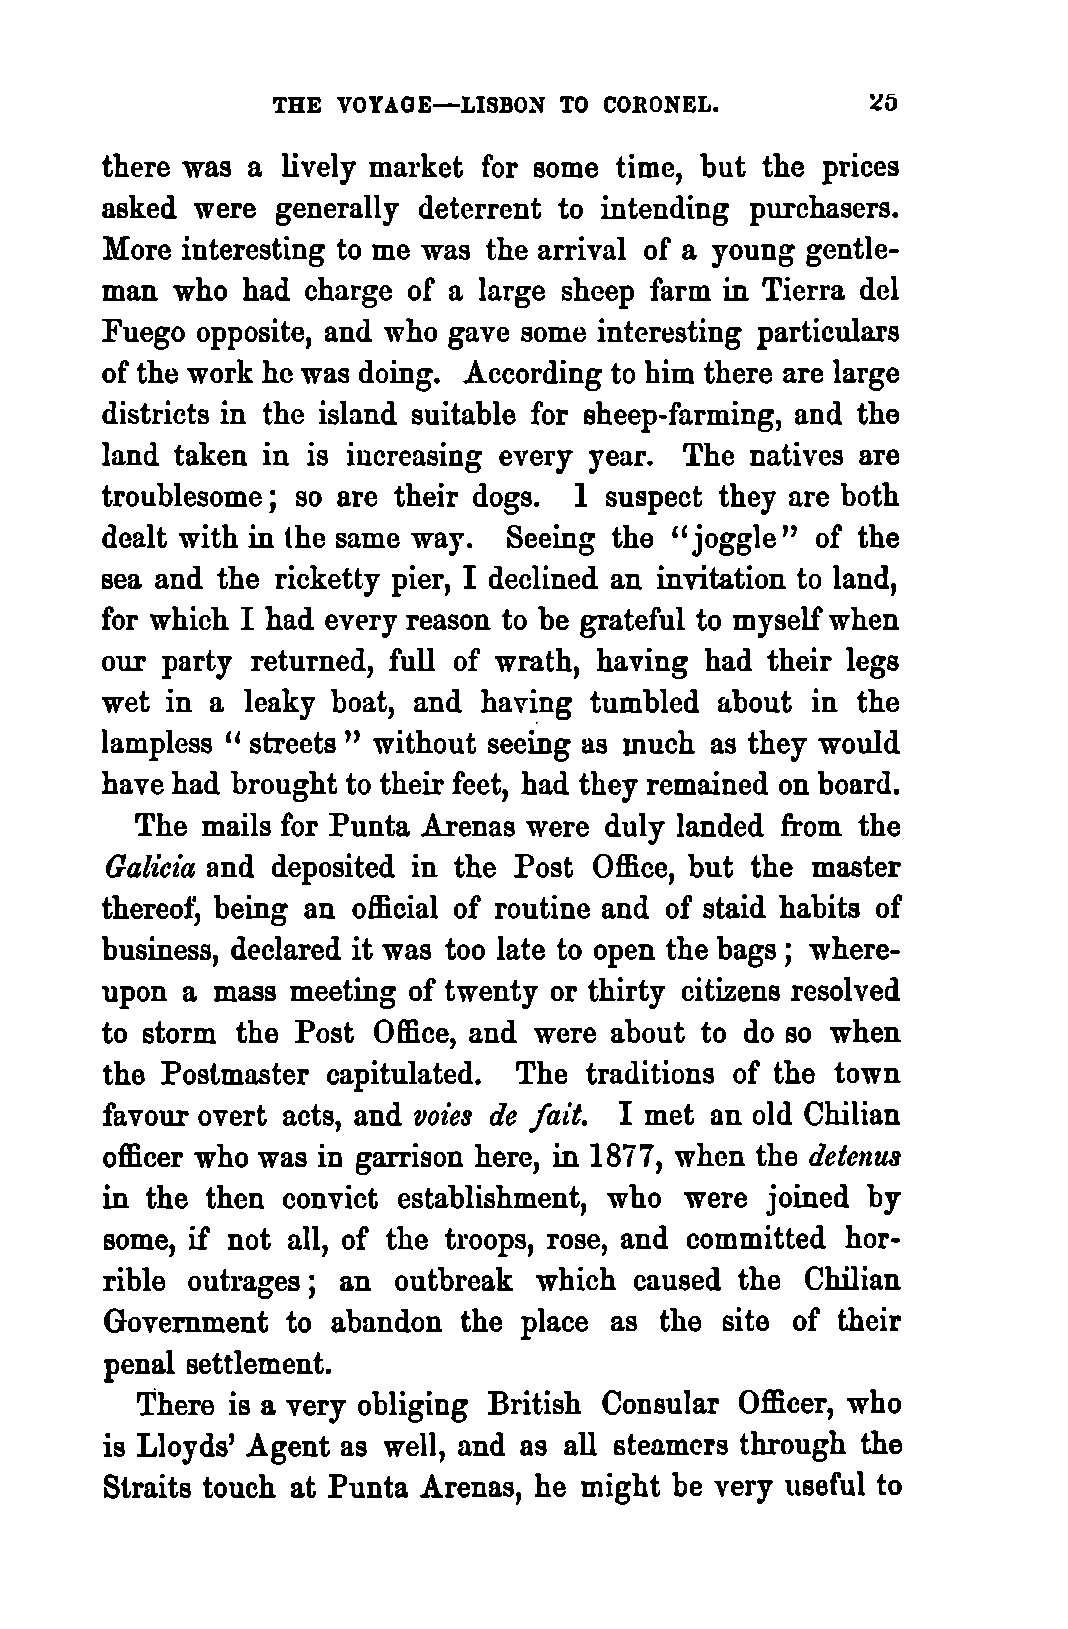 THE VOYAGE—LISBON TO CORONEL. 25
there was a lively market for some time, but the prices
asked were generally deterrent to intending purchasers.
More interesting to me was the arrival of a young gentle-
man who had charge of a large sheep farm in Tierra del
Fuego opposite, and who gave some interesting particulars
of the work he was doing. According to him there are large
districts in the island suitable for sheep-farming, and the
land taken in is increasing every year. The natives are
troublesome; so are their dogs. I suspect they are both
dealt with in the same way. Seeing the "joggle" of the
sea and the ricketty pier, I declined an invitation to land,
for which I had every reason to be grateful to myself when
our party returned, full of wrath, having had their legs
wet in a leaky boat, and having tumbled about in the
lampless "streets" without seeing as much as they would
have had brought to their feet, had they remained on board.
The mails for Punta Arenas were duly landed from the
Galicia and deposited in the Post Office, but the master
thereof, being an official of routine and of staid habits of
business, declared it was too late to open the bags; where-
upon a mass meeting of twenty or thirty citizens resolved
to storm the Post Office, and were about to do so when
the Postmaster capitulated. The traditions of the town
favour overt acts, and voies de fait. I met an old Chilian
officer who was in garrison here, in 1877, when the detenus
in the then convict establishment, who were joined by
some, if not all, of the troops, rose, and committed hor-
rible outrages; an outbreak which caused the Chilian
Government to abandon the place as the site of their
penal settlement.
There is a very obliging British Consular Officer, who
is Lloyds' Agent as well, and as all steamers through the
Straits touch at Punta Arenas, he might be very useful to